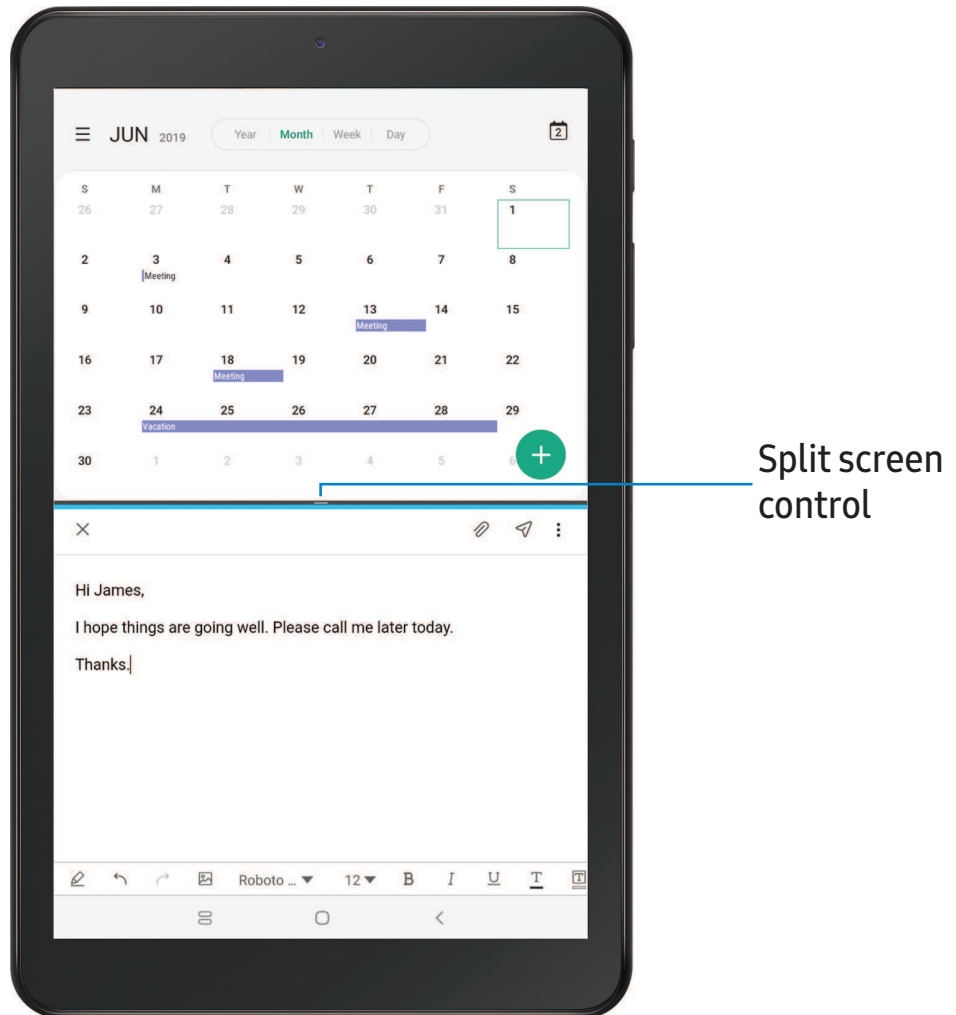 JUN 2019 Year Month Week Day 2
S M T W T F S
26 27 28 29 30 31 1
2 3 4 5 6 7 8
Meeting
9 10 11 12 13 14 15
Meeting
16 17 18 19 20 21 22
Meeting
23 24 25 26 27 28 29
Vacation
30 1 2 3 4 5 6
Split screen
control
Hi James,
I hope things are going well. Please call me later today.
Thanks.
Roboto ... 12 B I U T T